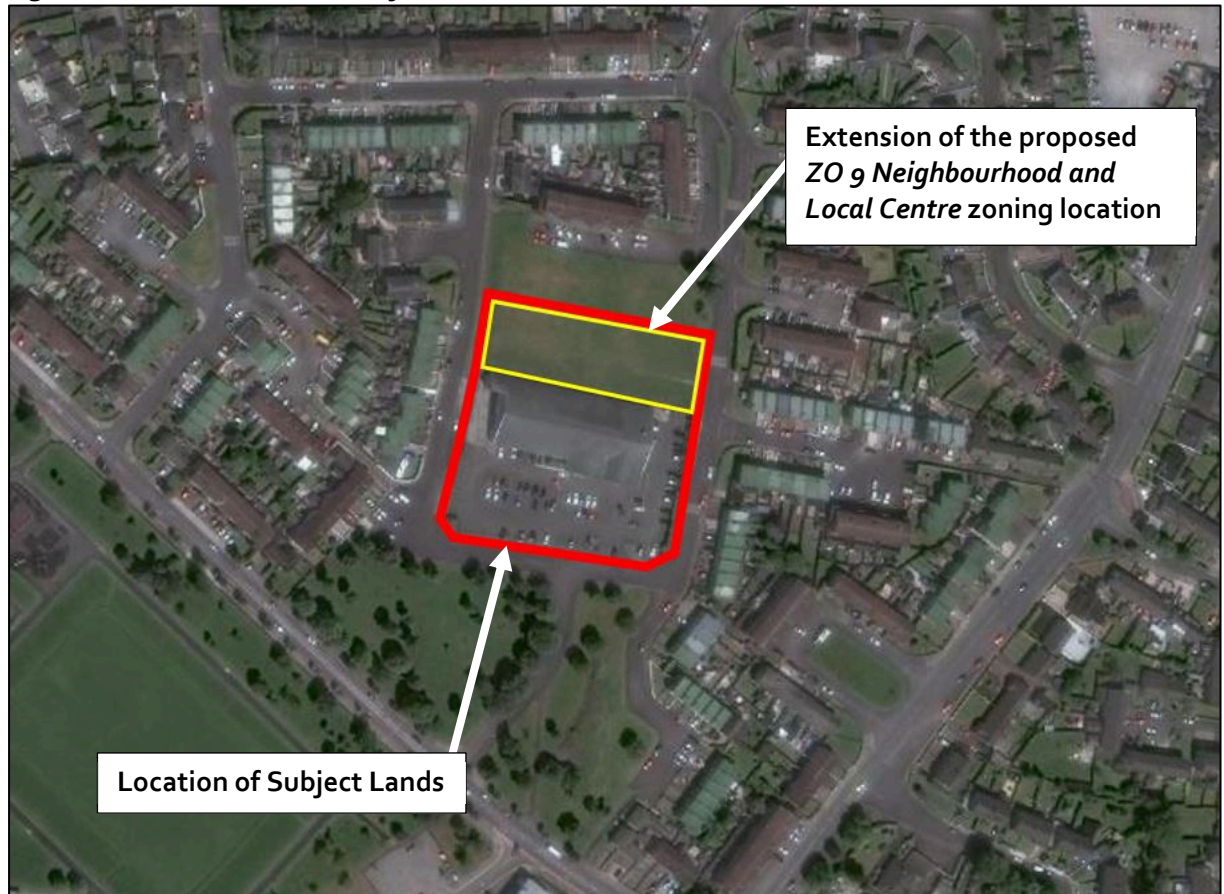 Extension of the proposed
ZO 9 Neighbourhood and
Local Centre zoning location
Location of Subject Lands